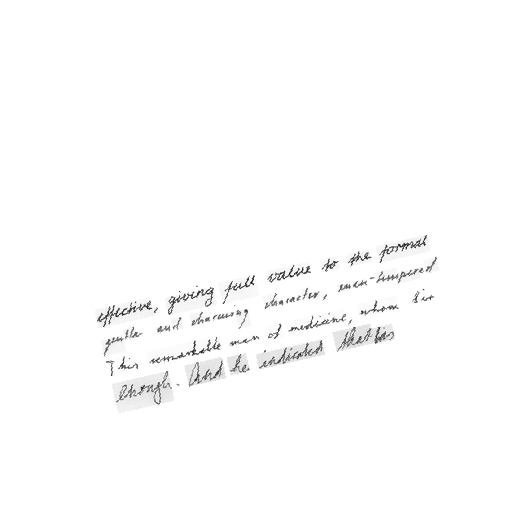 effective, giving full value to the formal
gentle and charming character, even-tempered
This remarkable man of medicine, whom Sir
Enough. And he indicated that his